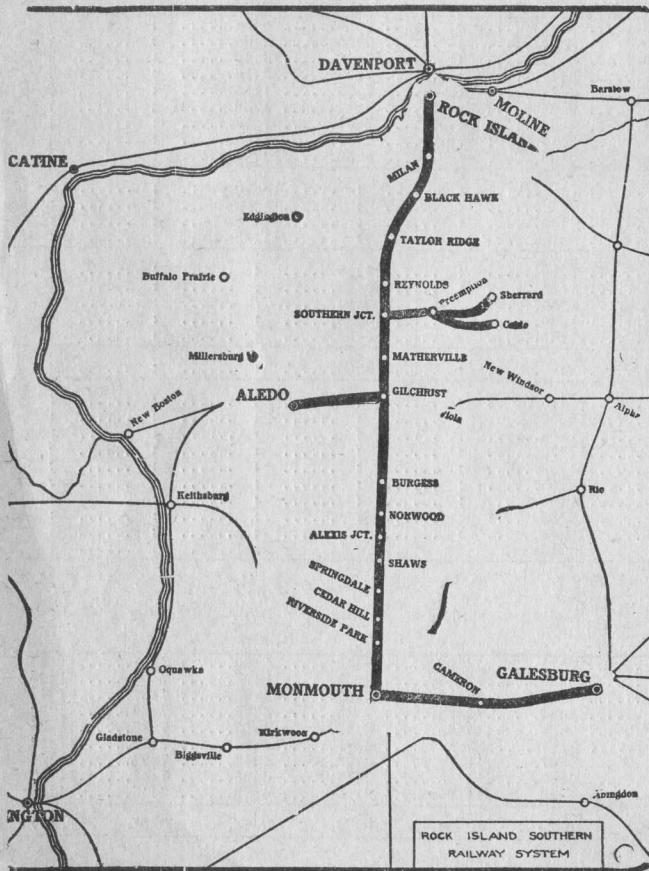 DAVENPORT
MOLINE
Barstow
ROCK ISLAN
CATINE
MILAN
BLACK HAWK
Edgington
TAYLOR RIDGE
Buffalo Prairie
REYNOLDS
Preemption
Sherrard
SOUTHERN JCT.
Cable
Millersburg
MATHERVILLE
New Windsor
ALEDO
GILCHRIST
New Boston
Viola
Alpha
BURGESS
Rio
Keithsburg
NORWOOD
ALEXIS JCT.
SHAWS
SPRINGDALE
CEDAR HILL
RIVERSIDE PARK
Oquawka
MONMOUTH
CAMERON
GALESBURG
Gladstone
Biggsville
Kirkwood
Abingdon
NGTON
ROCK ISLAND SOUTHERN
RAILWAY SYSTEM